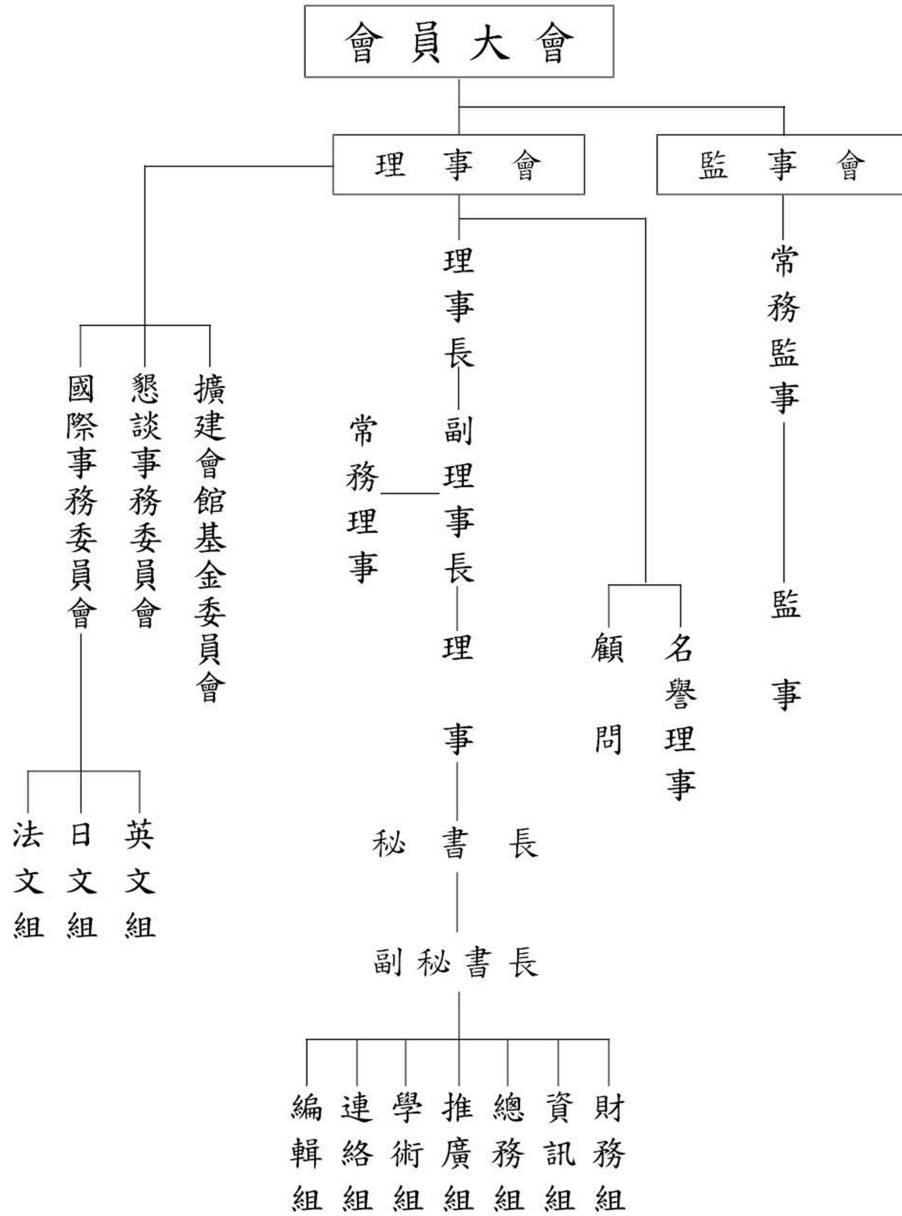 會員大會
理事會
監事會
理事長
常務監事
國際事務委員會
懇談事務委員會
擴建會館基金委員會
常務理事
副理事長
理事
顧問
名譽理事
監事
法文組
日文組
英文組
秘書長
副秘書長
編輯組
連絡組
學術組
推廣組
總務組
資訊組
財務組